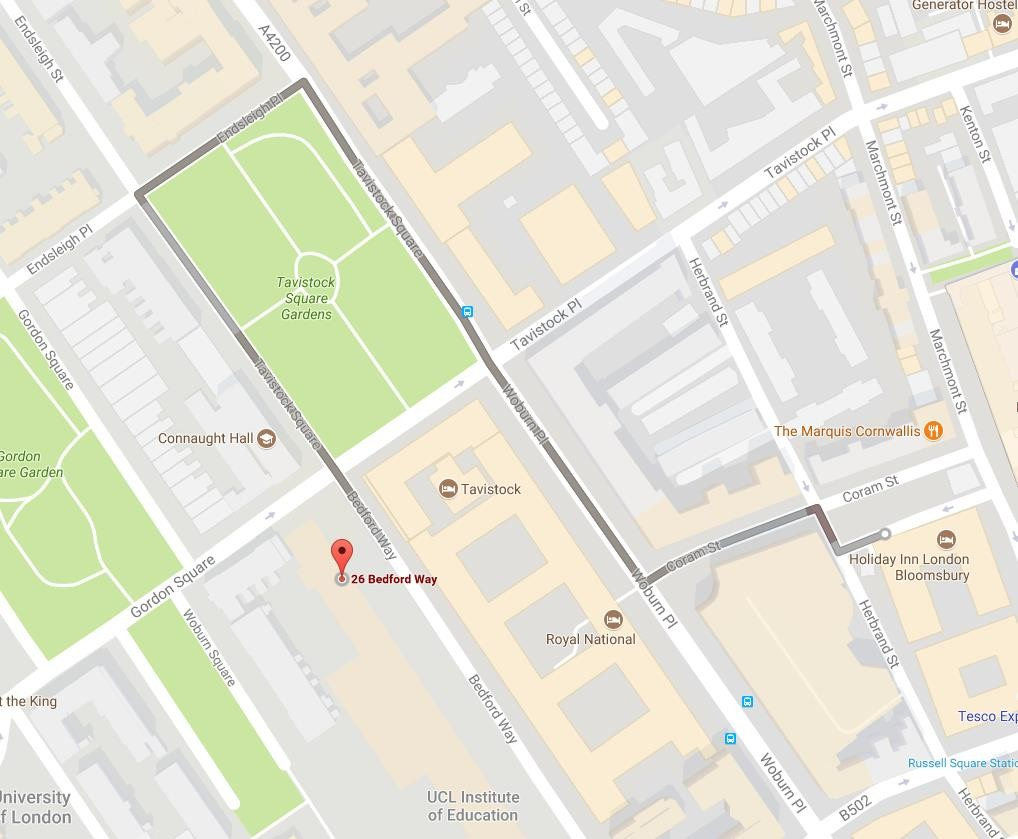 Endsleigh St
A4200
St
Marchmont St
Generator Hostel
Endsleigh Pl
Tavistock Square
Tavistock Pl
Marchmont St
Kenton St
Endsleigh Pl
Tavistock
Square
Gardens
Herbrand St
Gordon Square
Tavistock Pl
Marchmont St
Tavistock Square
Connaught Hall
Woburn Pl
The Marquis Cornwallis
Gordon
are Garden
Tavistock
Coram St
Bedford Way
Coram St
Holiday Inn London
Bloomsbury
26 Bedford Way
Gordon Square
Woburn Pl
Woburn Square
Royal National
Herbrand St
t the King
Bedford Way
Tesco Exp
Woburn Pl
Russell Square Static
University
f London
UCL Institute
of Education
B502
Herbrand S